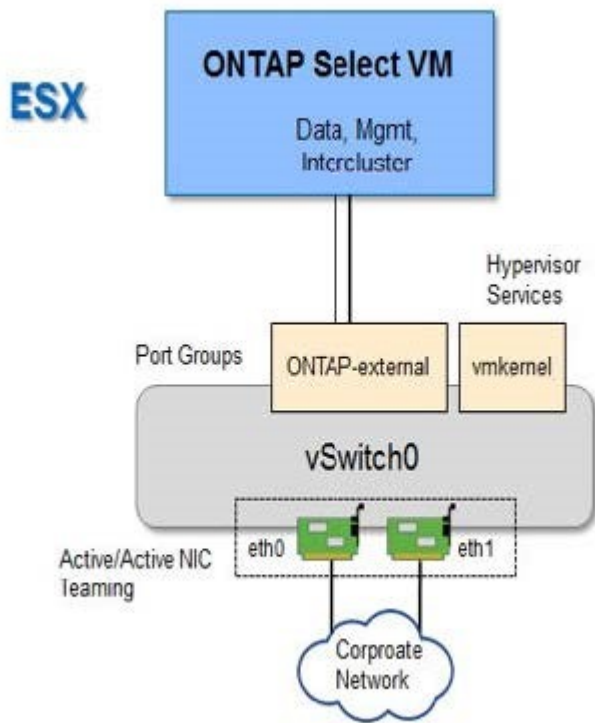 ONTAP Select VM
ESX
Data, Mgmt,
Intercluster
Hypervisor
Services
Port Groups
ONTAP-external
vmkernel
vSwitch0
eth0
eth1
Active/Active NIC
Teaming
Corproate
Network